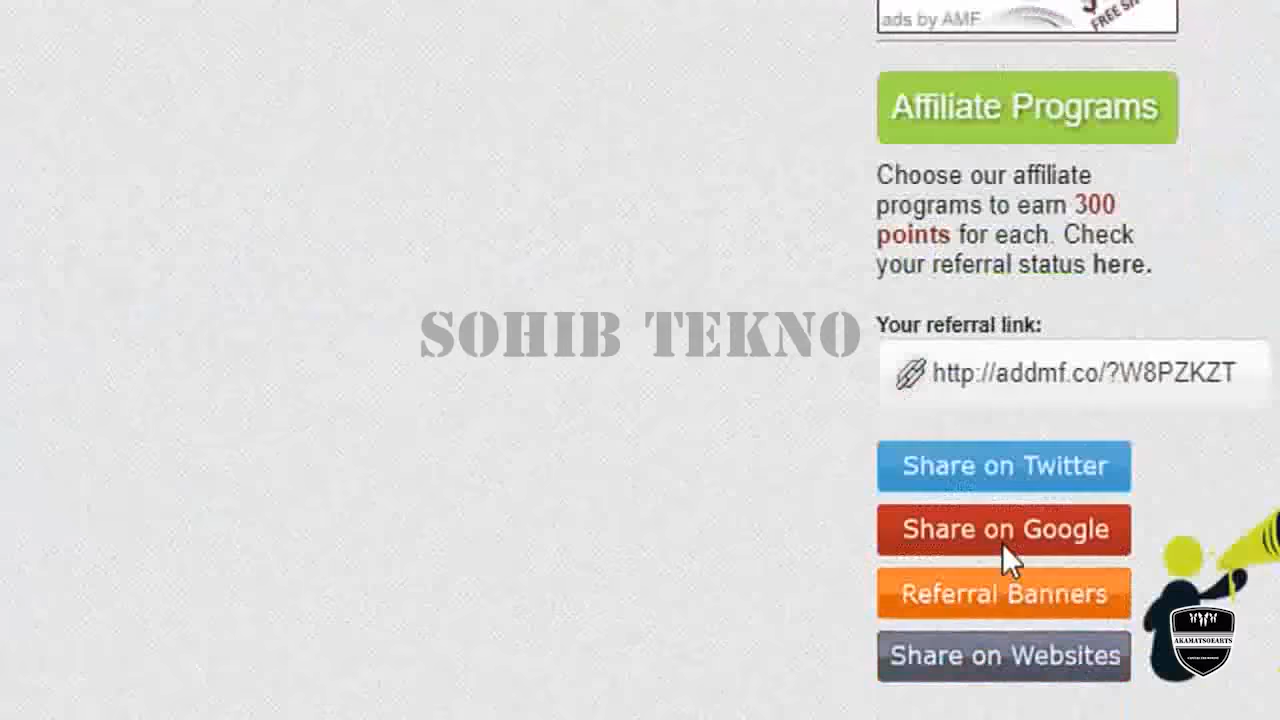 ads by AMF
FREE
Affiliate Programs
Choose our affiliate
programs to earn 300
points for each. Check
your referral status here.
SOHIB TEKNO
Your referral link:
http://addmf.co/?W8PZKZT
Share on Twitter
Share on Google
Referral Banners
Share on Websites
AKAMATSOEARTS